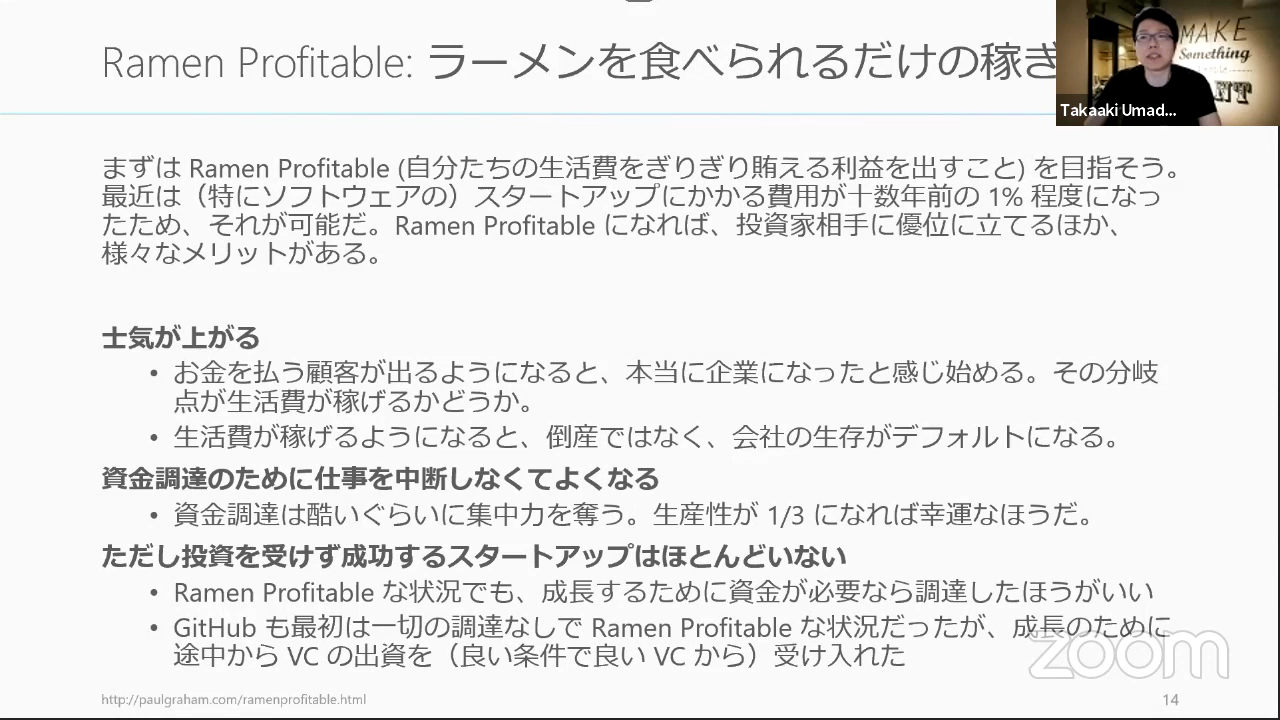 Ramen Profitable: ラーメンを食べられるだけの稼ぎ
MAKE
Something
ANT
Takaaki Umad...
まずは Ramen Profitable (自分たちの生活費をぎりぎり賄える利益を出すこと) を目指そう。
最近は（特にソフトウェアの）スタートアップにかかる費用が十数年前の 1% 程度になっ
たため、それが可能だ。Ramen Profitable になれば、投資家相手に優位に立てるほか、
様々なメリットがある。
士気が上がる
• お金を払う顧客が出るようになると、本当に企業になったと感じ始める。その分岐
点が生活費が稼げるかどうか。
• 生活費が稼げるようになると、倒産ではなく、会社の生存がデフォルトになる。
資金調達のために仕事を中断しなくてよくなる
• 資金調達は酷いぐらいに集中力を奪う。生産性が 1/3 になれば幸運なほうだ。
ただし投資を受けず成功するスタートアップはほとんどいない
• Ramen Profitable な状況でも、成長するために資金が必要なら調達したほうがいい
• GitHub も最初は一切の調達なしで Ramen Profitable な状況だったが、成長のために
途中から VC の出資を（良い条件で良い VC から）受け入れた
zoom
http://paulgraham.com/ramenprofitable.html
14